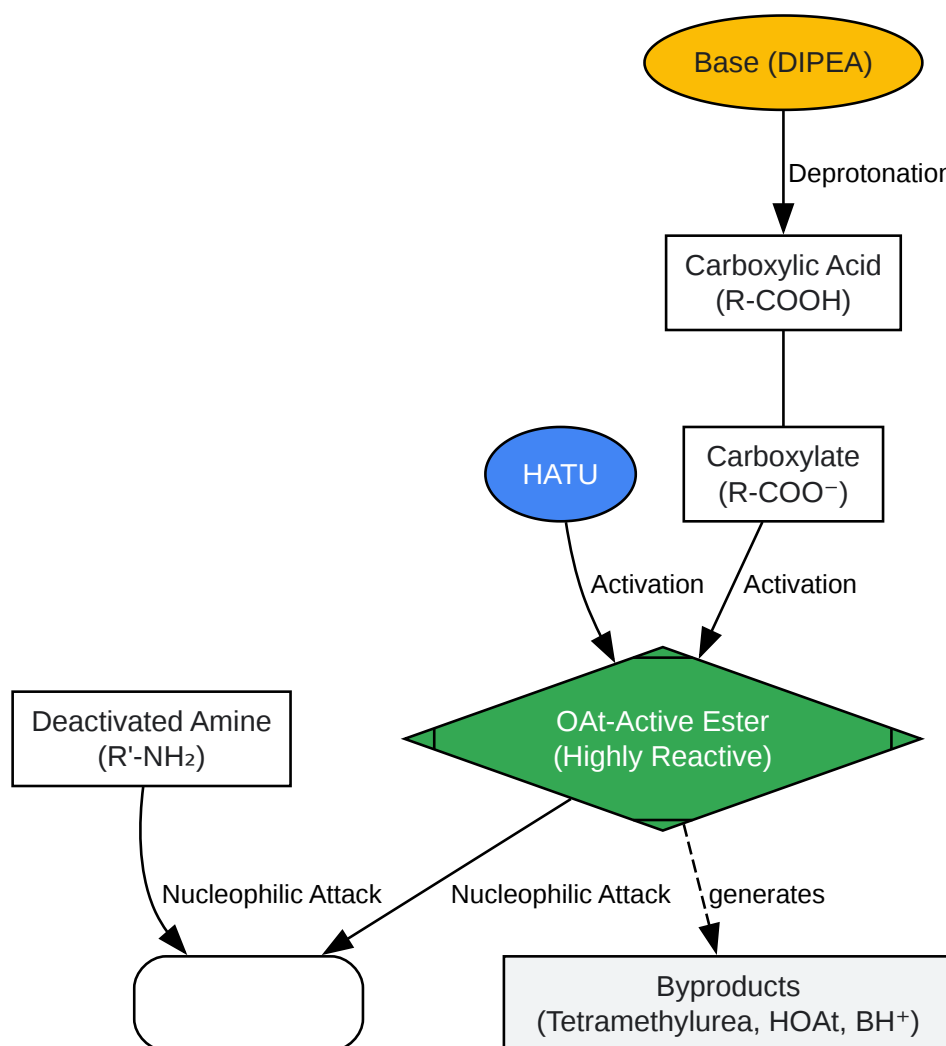 Base (DIPEA)
Deprotonation
Carboxylic Acid
(R-COOH)
HATU
Carboxylate
(R-COO⁻)
Activation
Activation
Deactivated Amine
(R'-NH₂)
OAt-Active Ester
(Highly Reactive)
Nucleophilic Attack
Nucleophilic Attack
generates
Byproducts
(Tetramethylurea, HOAt, BH⁺)